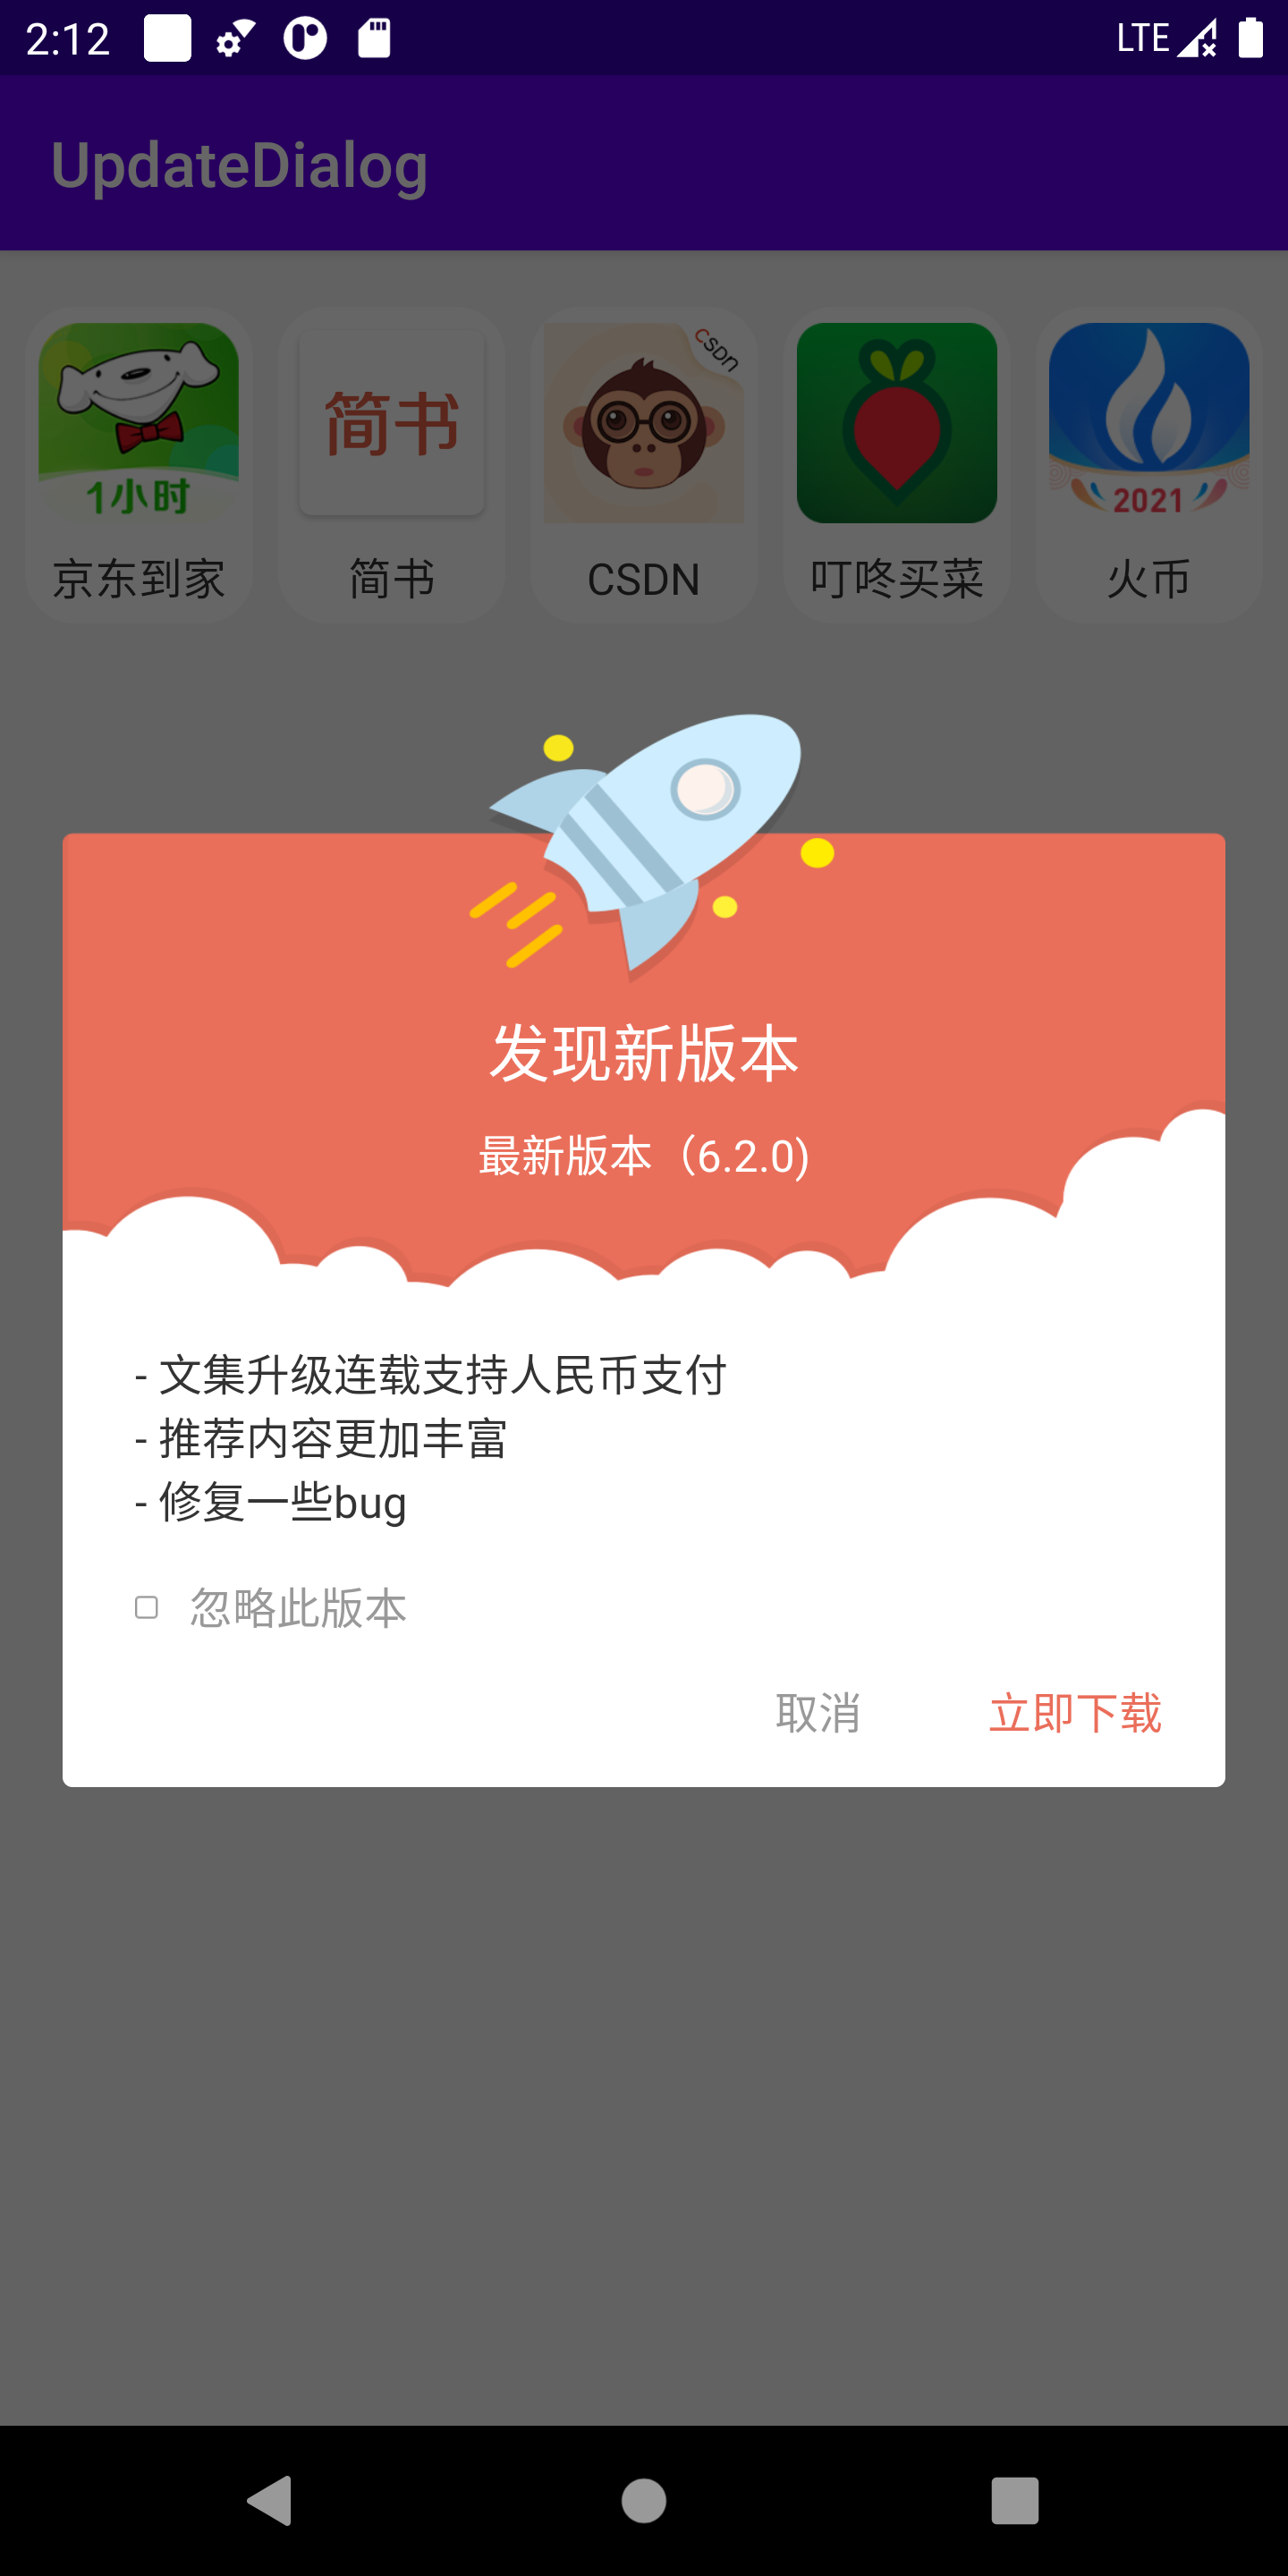 2:12
LTE
UpdateDialog
1小时
简书
CSDN
2021
京东到家
简书
CSDN
叮咚买菜
火币
发现新版本
最新版本（6.2.0)
- 文集升级连载支持人民币支付
- 推荐内容更加丰富
- 修复一些bug
忽略此版本
取消
立即下载